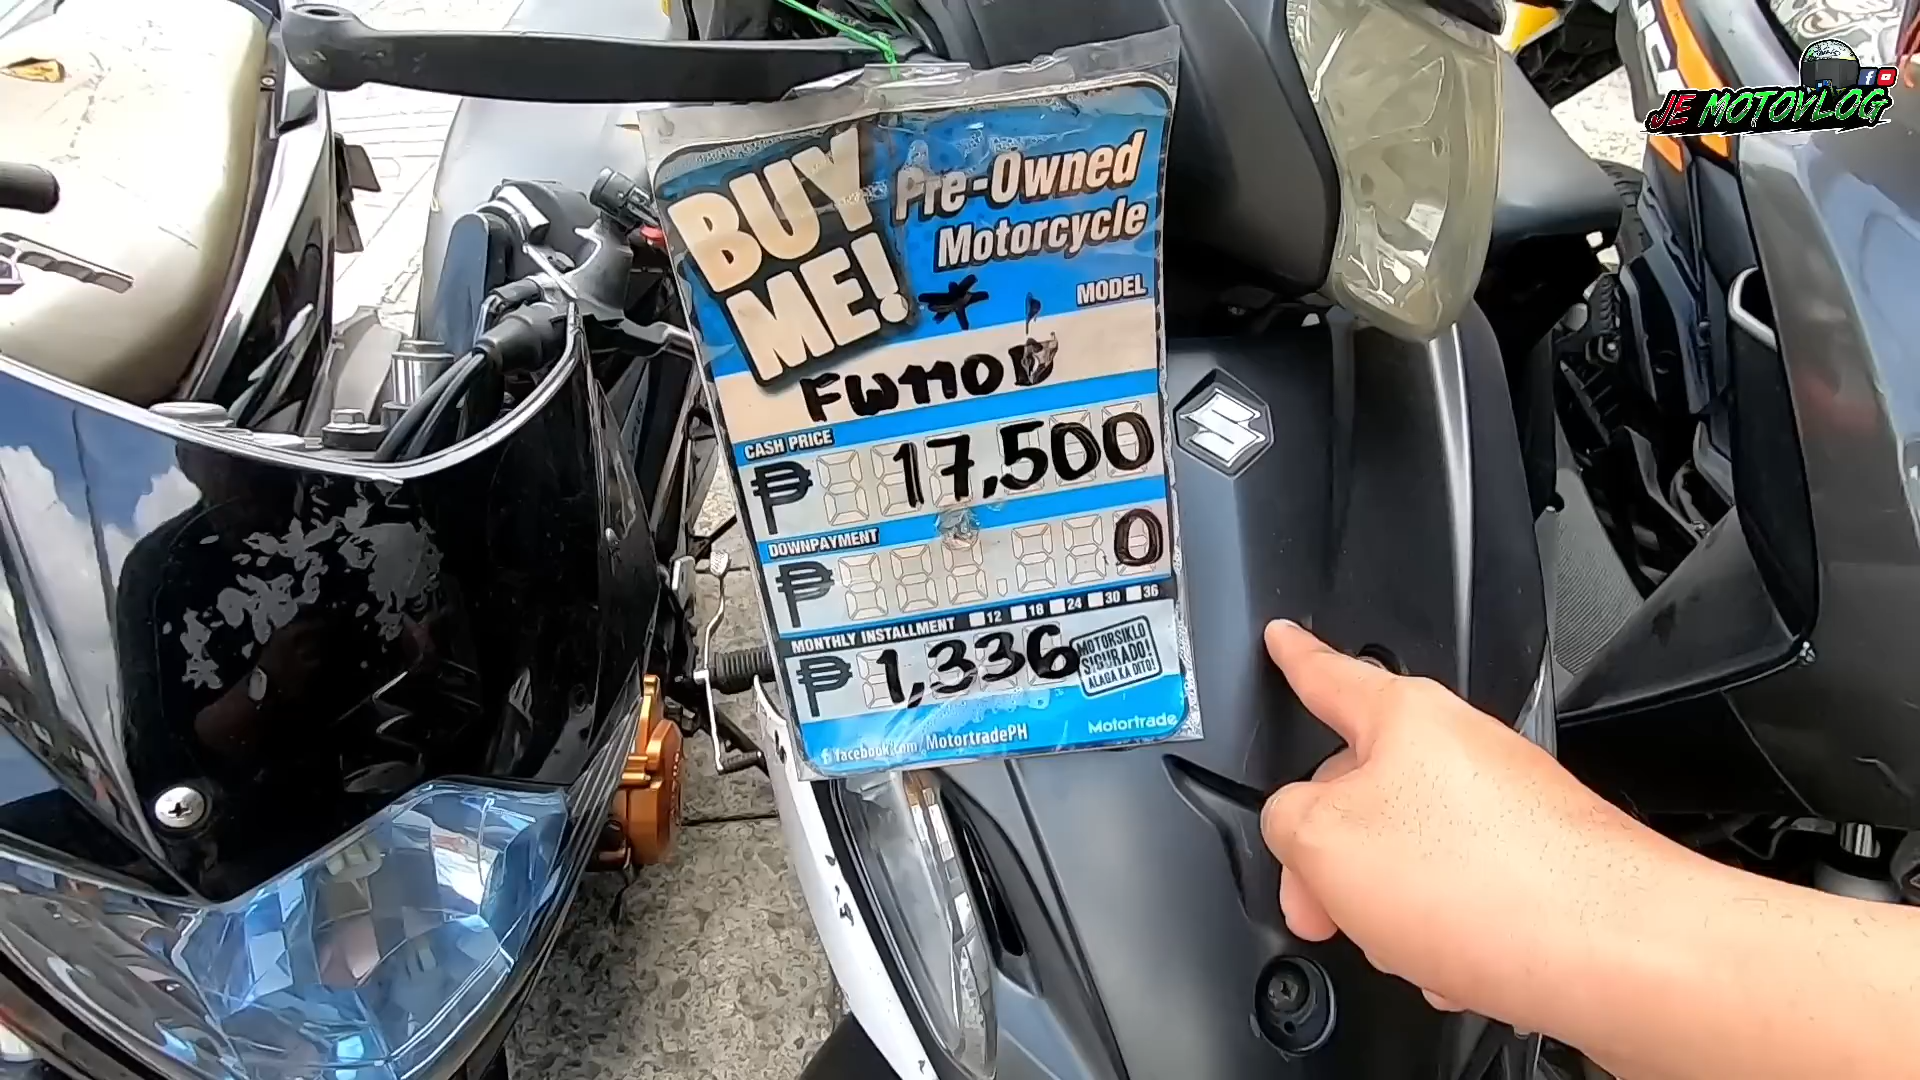 JE MOTOVLOG
BUY
ME!
Pre-Owned
Motorcycle
MODEL
FW110D
CASH PRICE
₱ 17,500
DOWNPAYMENT
₱ 0
MONTHLY INSTALLMENT 12 18 24 30 36
₱ 1,336
MOTORSIKLO
SIGURADO!
ALAGA KA DITO!
facebook.com/MotortradePH
Motortrade